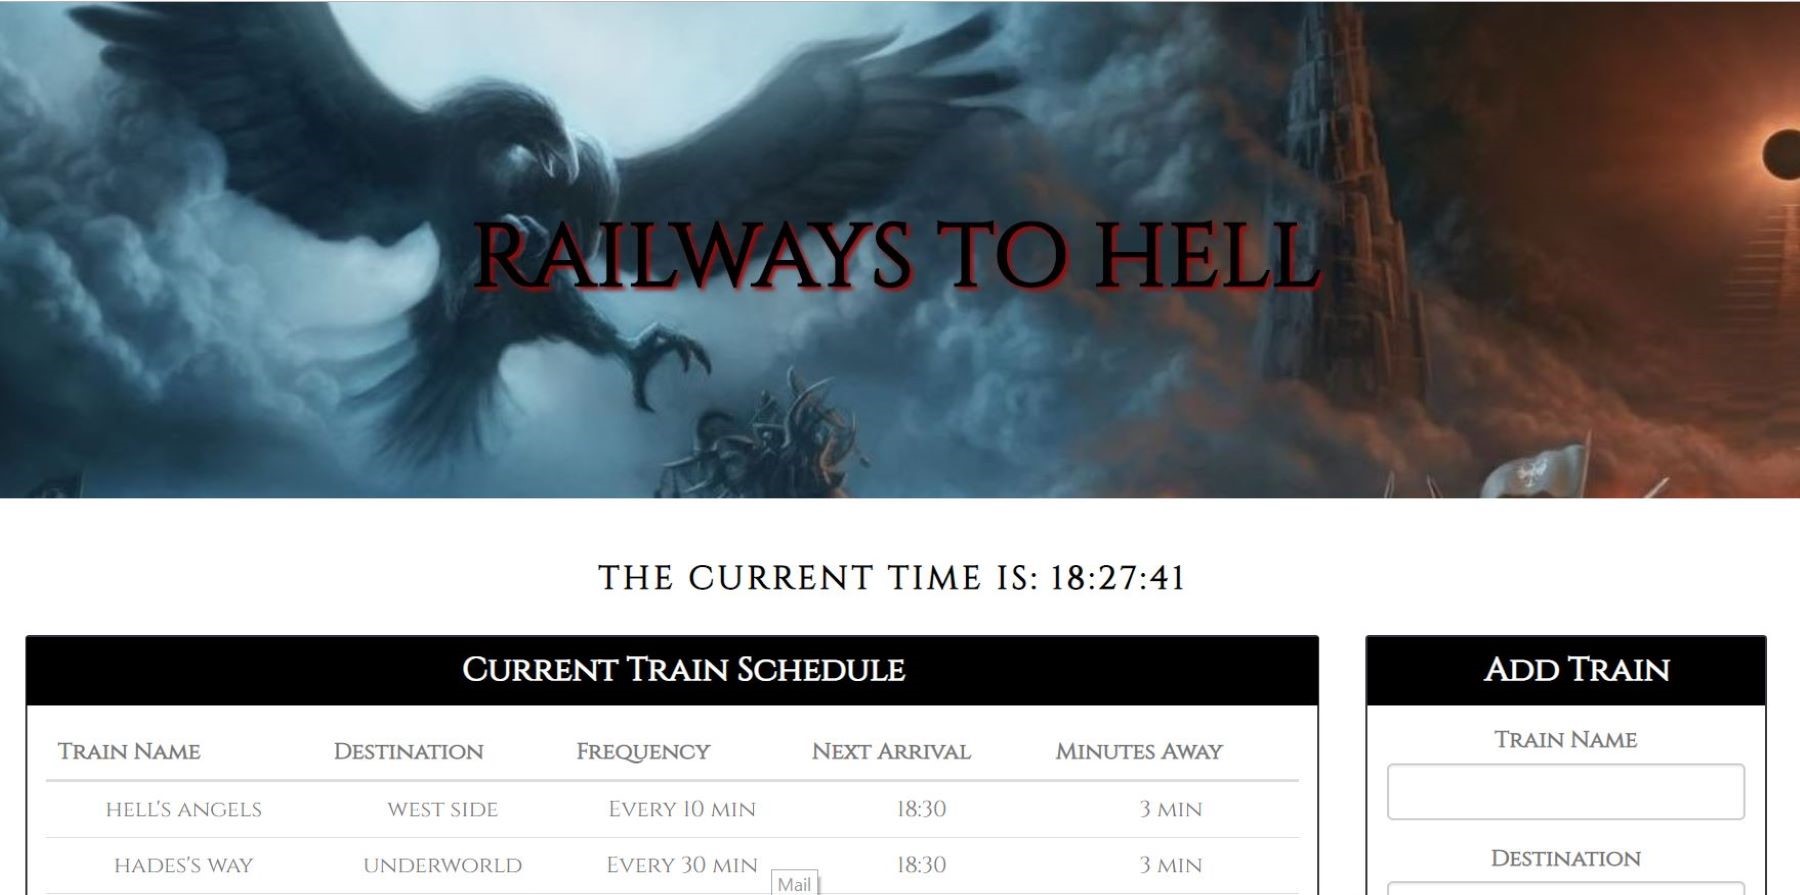 RAILWAYS TO HELL
THE CURRENT TIME IS: 18:27:41
CURRENT TRAIN SCHEDULE
TRAIN NAME DESTINATION FREQUENCY NEXT ARRIVAL MINUTES AWAY
HELL'S ANGELS WEST SIDE EVERY 10 MIN 18:30 3 MIN
HADES'S WAY UNDERWORLD EVERY 30 MIN 18:30 3 MIN
Mail
ADD TRAIN
TRAIN NAME
DESTINATION